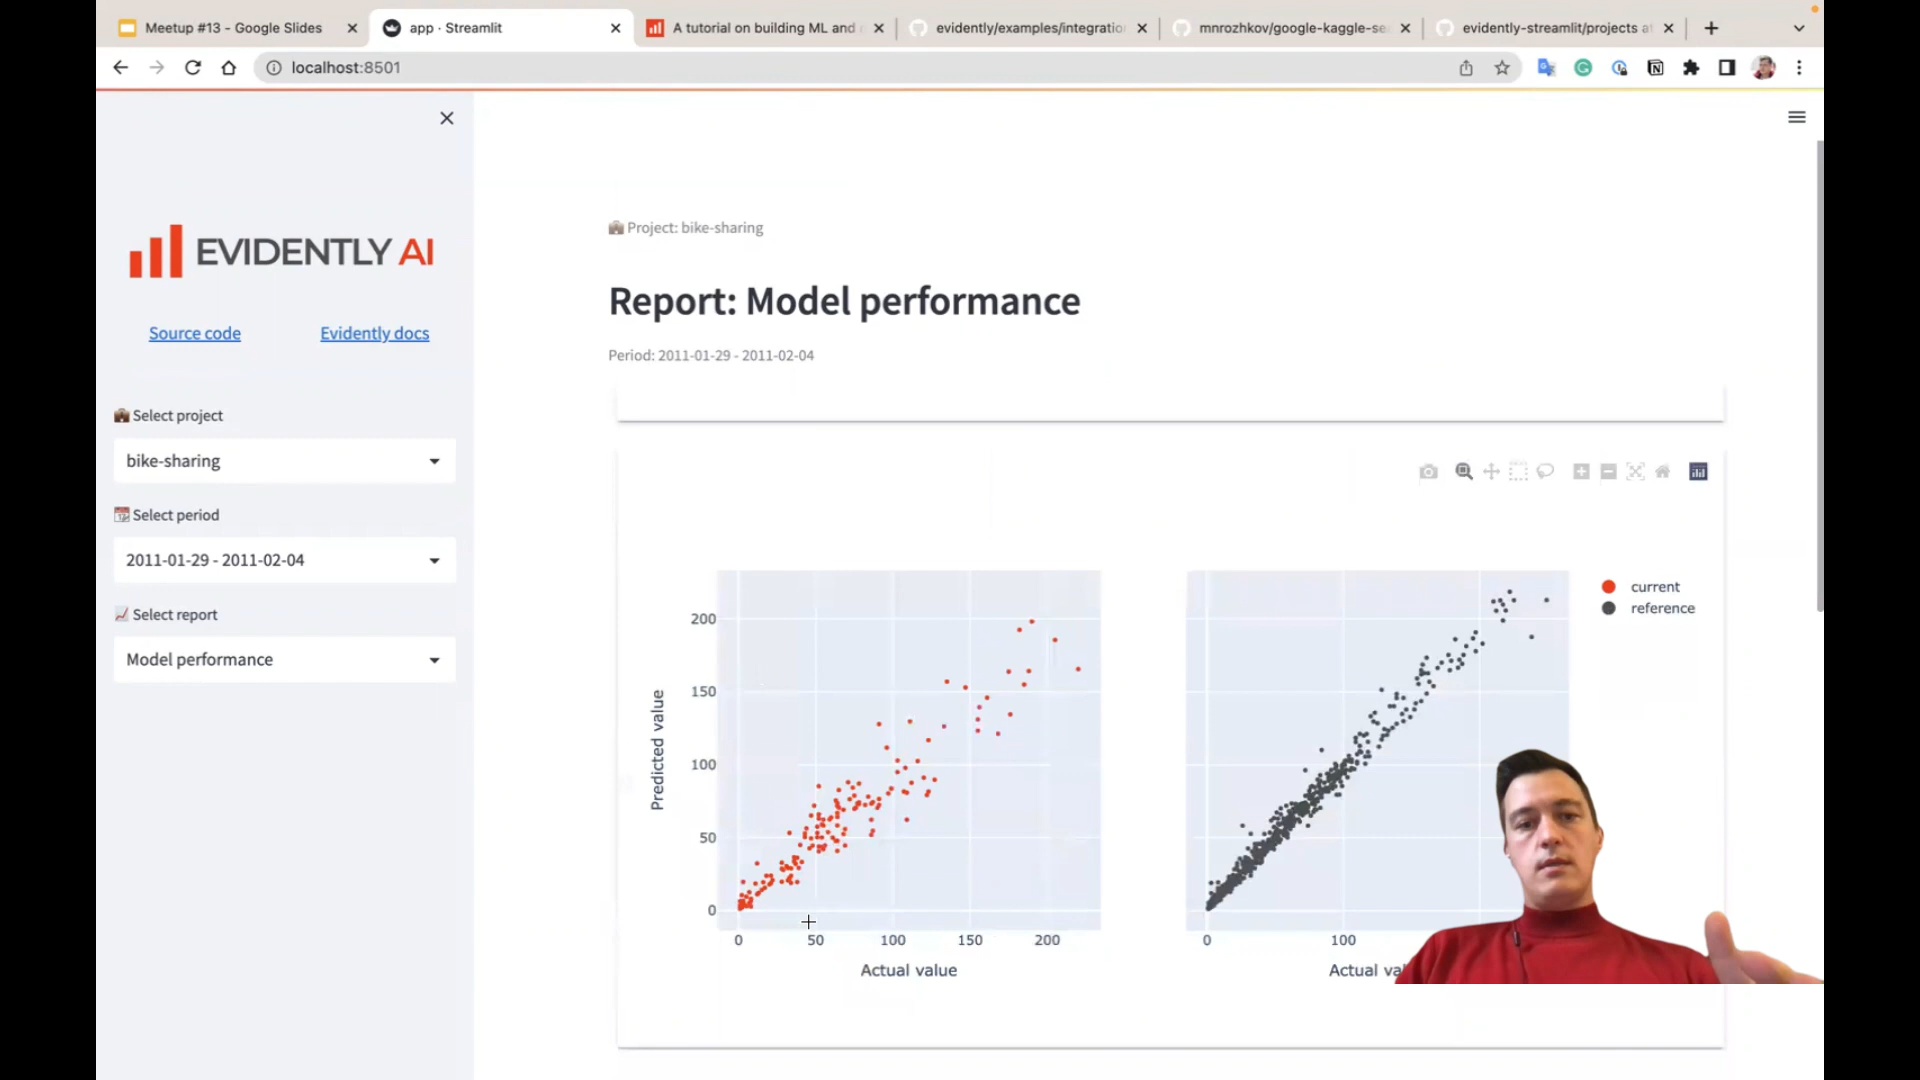 Meetup #13 - Google Slides
app · Streamlit
A tutorial on building ML and
evidently/examples/integratio
mnrozhkov/google-kaggle-se
evidently-streamlit/projects a
localhost:8501
EVIDENTLY AI
Source code
Evidently docs
Select project
bike-sharing
Select period
2011-01-29 - 2011-02-04
Select report
Model performance
Project: bike-sharing
Report: Model performance
Period: 2011-01-29 - 2011-02-04
current
reference
Predicted value
200
150
100
50
0
0 50 100 150 200
Actual value
0 100
Actual va